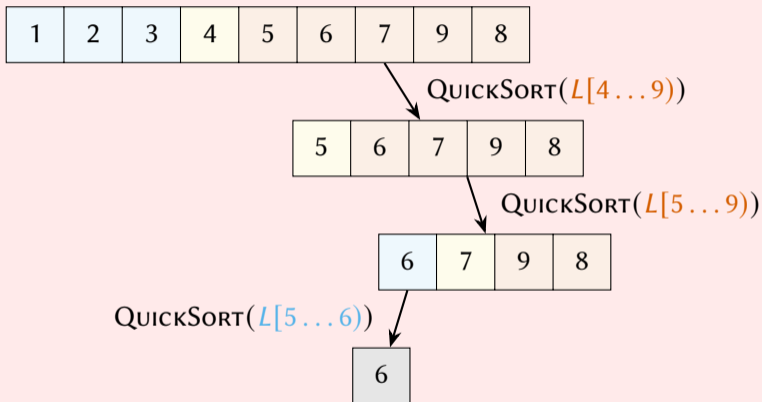 1 2 3 4 5 6 7 9 8
QuickSort(L[4 … 9))
5 6 7 9 8
QuickSort(L[5 … 9))
6 7 9 8
QuickSort(L[5 … 6))
6